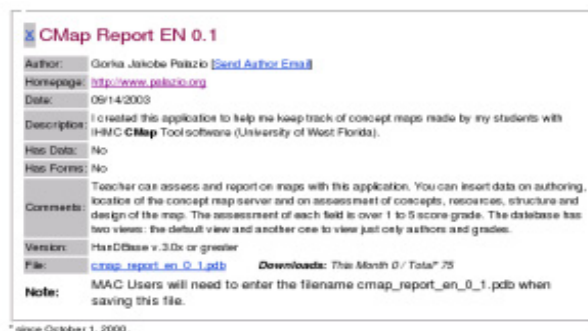 X CMap Report EN 0.1
Author: Gorka Jakobe Palazio [Send Author Email]
Homepage: http://www.palazio.org
Date: 09/14/2003
Description: I created this application to help me keep track of concept maps made by my students with
IHMC CMap Tool software (University of West Florida).
Has Data: No
Has Forms: No
Comments: Teacher can assess and report on maps with this application. You can insert data on authoring,
location of the concept map server and on assessment of concepts, resources, structure and
design of the map. The assessment of each field is over 1 to 5 score grade. The database has
two views: the default view and another one to view just only authors and grades.
Version: HanDBase v.3.0x or greater
File: cmap_report_en_0_1.pdb Downloads: This Month 0 / Total* 75
Note: MAC Users will need to enter the filename cmap_report_en_0_1.pdb when
saving this file.
* since October 1, 2000.